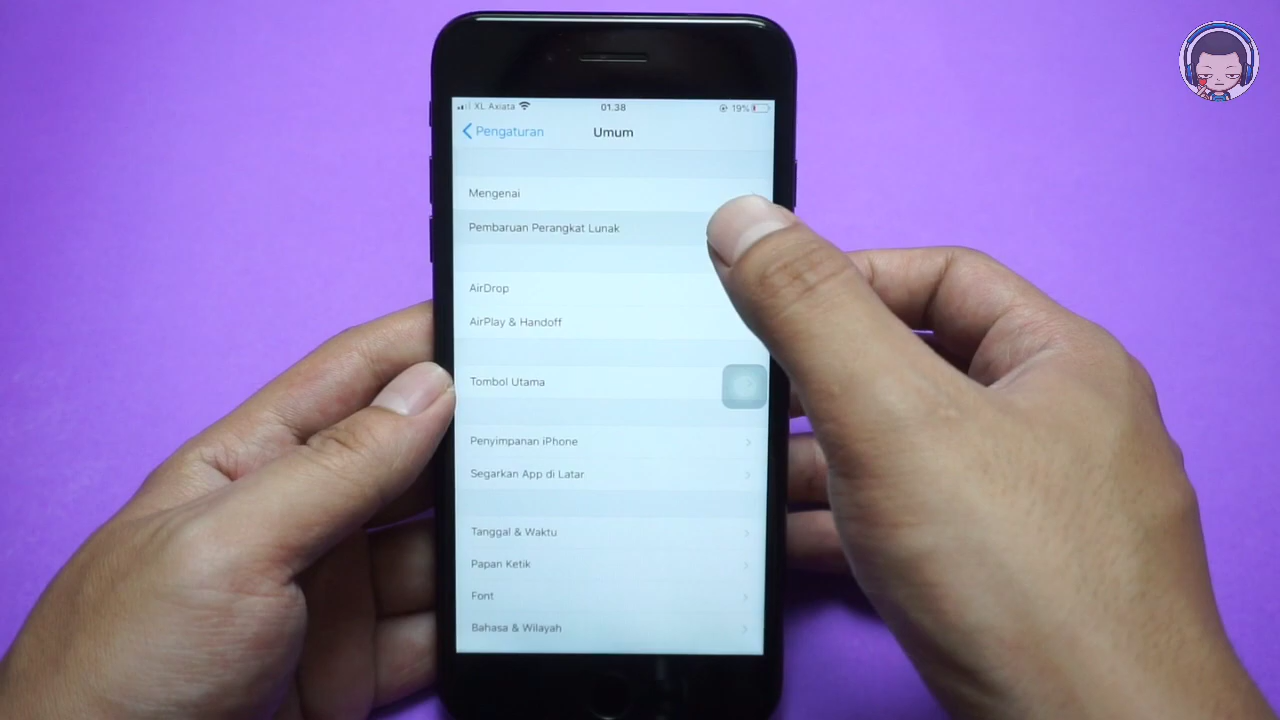 XL Axiata 01.38 19%
Pengaturan Umum
Mengenai
Pembaruan Perangkat Lunak
AirDrop
AirPlay & Handoff
Tombol Utama
Penyimpanan iPhone
Segarkan App di Latar
Tanggal & Waktu
Papan Ketik
Font
Bahasa & Wilayah